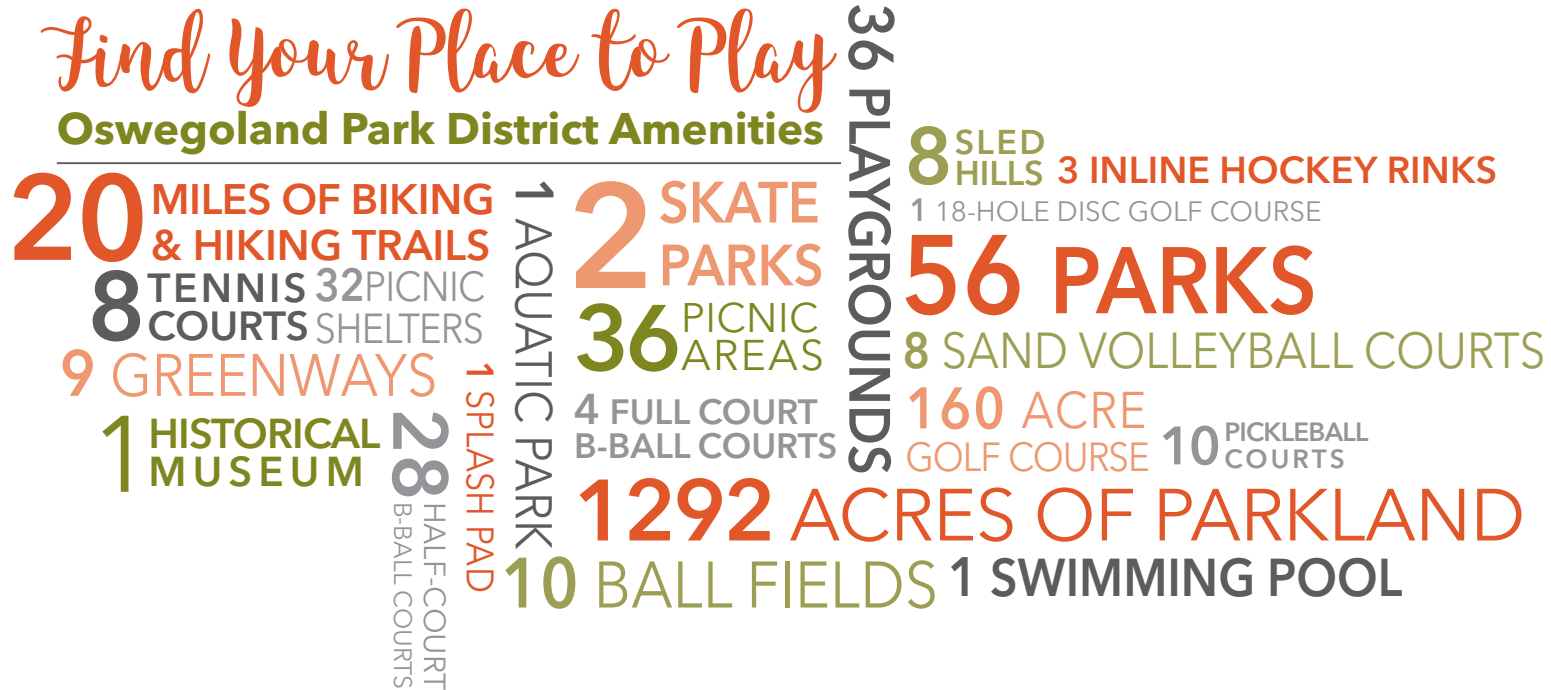 Find Your Place to Play
Oswegoland Park District Amenities
20 MILES OF BIKING
& HIKING TRAILS
8 TENNIS
COURTS
32 PICNIC
SHELTERS
9 GREENWAYS
1 HISTORICAL
MUSEUM
28 HALF-COURT
B-BALL COURTS
1 SPLASH PAD
1 AQUATIC PARK
2 SKATE
PARKS
36 PICNIC
AREAS
4 FULL COURT
B-BALL COURTS
36 PLAYGROUNDS
8 SLED
HILLS
3 INLINE HOCKEY RINKS
1 18-HOLE DISC GOLF COURSE
56 PARKS
8 SAND VOLLEYBALL COURTS
160 ACRE
GOLF COURSE
10 PICKLEBALL
COURTS
1292 ACRES OF PARKLAND
10 BALL FIELDS
1 SWIMMING POOL